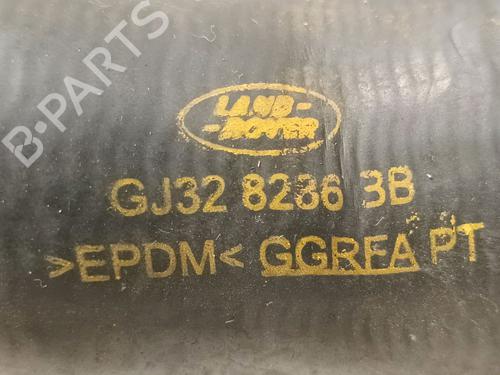 B-PARTS
LAND-
-ROVER
GJ32 8286 3B
>EPDM< GGRFA PT